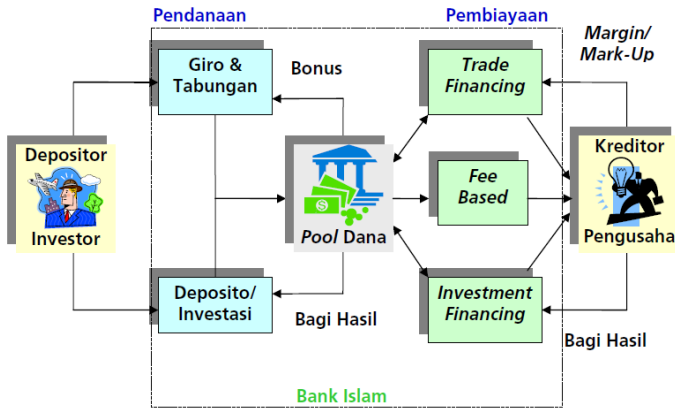 Pendanaan
Pembiayaan
Margin/
Mark-Up
Giro &
Tabungan
Bonus
Trade
Financing
Depositor
Investor
Pool Dana
Fee
Based
Kreditor
Pengusaha
Deposito/
Investasi
Bagi Hasil
Investment
Financing
Bagi Hasil
Bank Islam